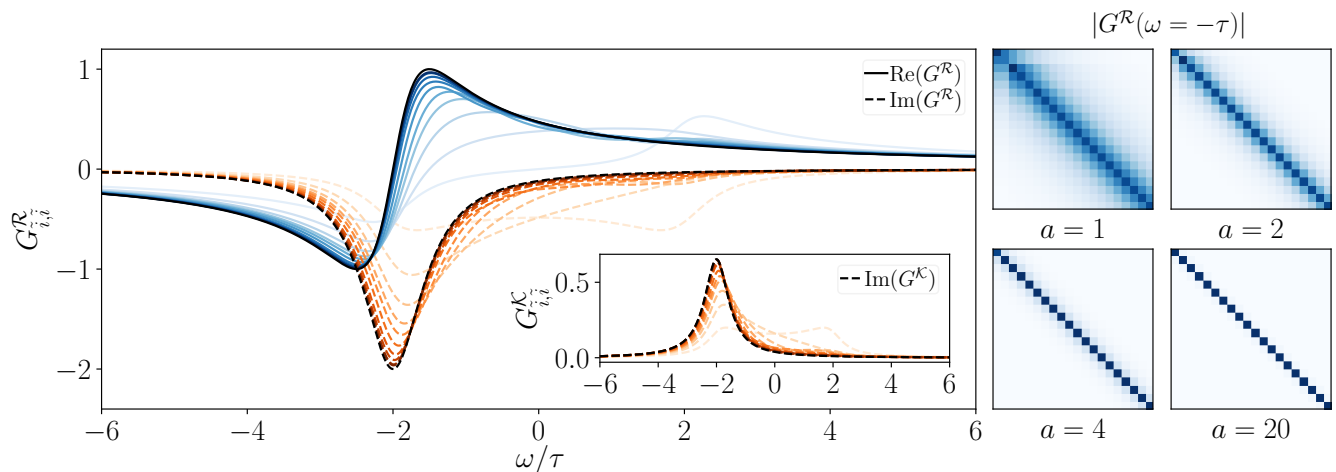 |G^ℛ(ω = −τ)|
1
0
−1
−2
G^ℛ_{ĩ,ĩ}
Re(G^ℛ)
Im(G^ℛ)
0.5
0.0
G^𝒦_{ĩ,ĩ}
Im(G^𝒦)
−6 −4 −2 0 2 4 6
−6 −4 −2 0 2 4 6
ω/τ
a = 1
a = 2
a = 4
a = 20